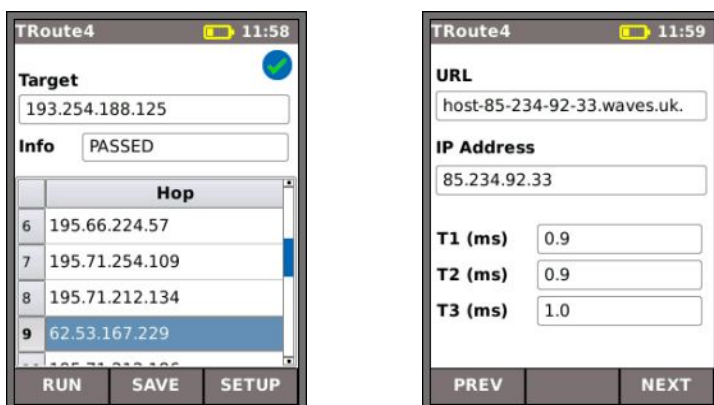 TRoute4 11:58
Target
193.254.188.125
Info PASSED
Hop
6 195.66.224.57
7 195.71.254.109
8 195.71.212.134
9 62.53.167.229
RUN SAVE SETUP
TRoute4 11:59
URL
host-85-234-92-33.waves.uk.
IP Address
85.234.92.33
T1 (ms) 0.9
T2 (ms) 0.9
T3 (ms) 1.0
PREV NEXT